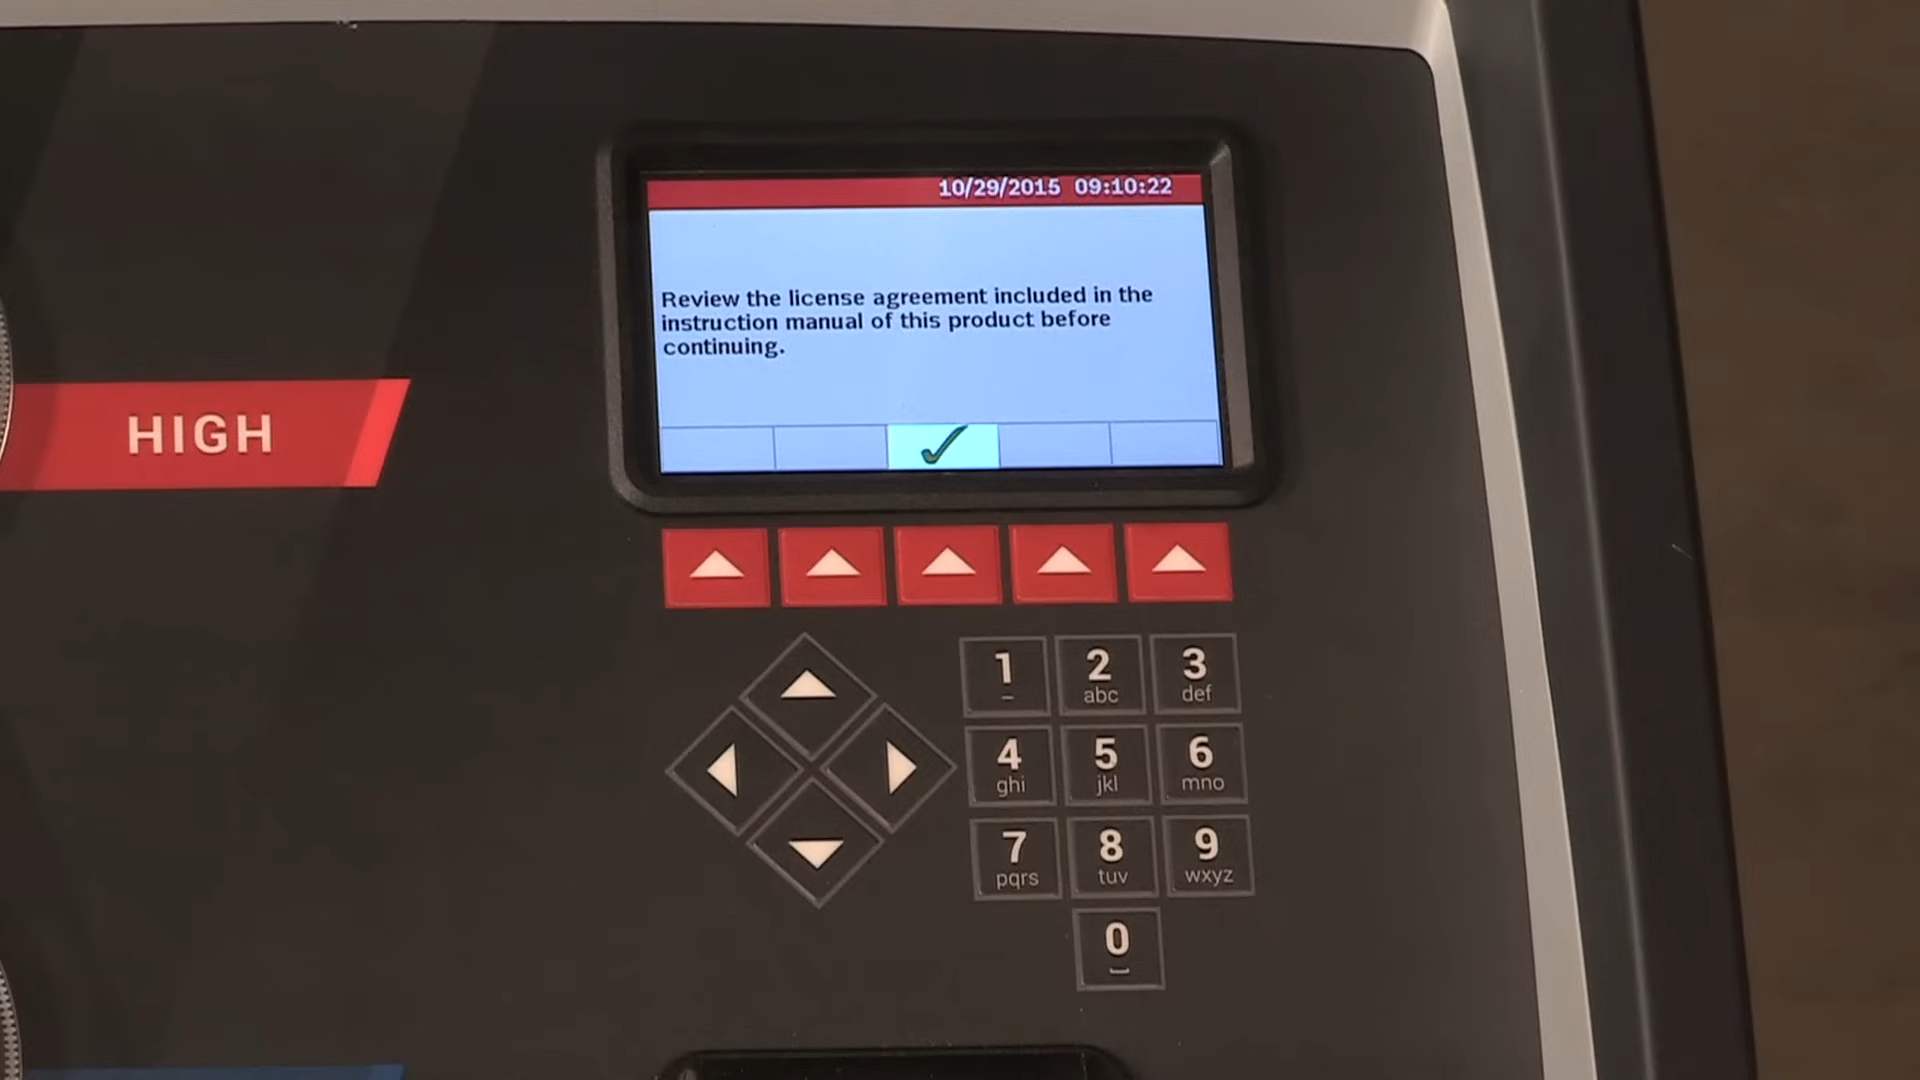 10/29/2015 09:10:22
Review the license agreement included in the
instruction manual of this product before
continuing.
HIGH
1
2
abc
3
def
4
ghi
5
jkl
6
mno
7
pqrs
8
tuv
9
wxyz
0